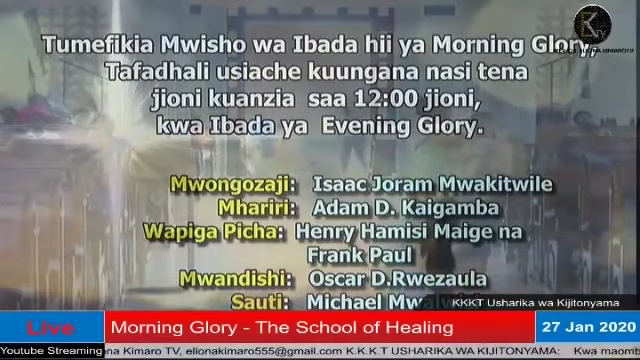 Tumefikia Mwisho wa Ibada hii ya Morning Glory,
Tafadhali usiache kuungana nasi tena
jioni kuanzia saa 12:00 jioni,
kwa Ibada ya Evening Glory.
Mwongozaji: Isaac Joram Mwakitwile
Mhariri: Adam D. Kaigamba
Wapiga Picha: Henry Hamisi Maige na
Frank Paul
Mwandishi: Oscar D.Rwezaula
Sauti: Michael
KKKT Usharika wa Kijitonyama
Live Morning Glory - The School of Healing 27 Jan 2020
Youtube Streaming na Kimaro TV, elionakimaro555@gmail.com K.K.K.T USHARIKA WA KIJITONYAMA: Kwa maomb